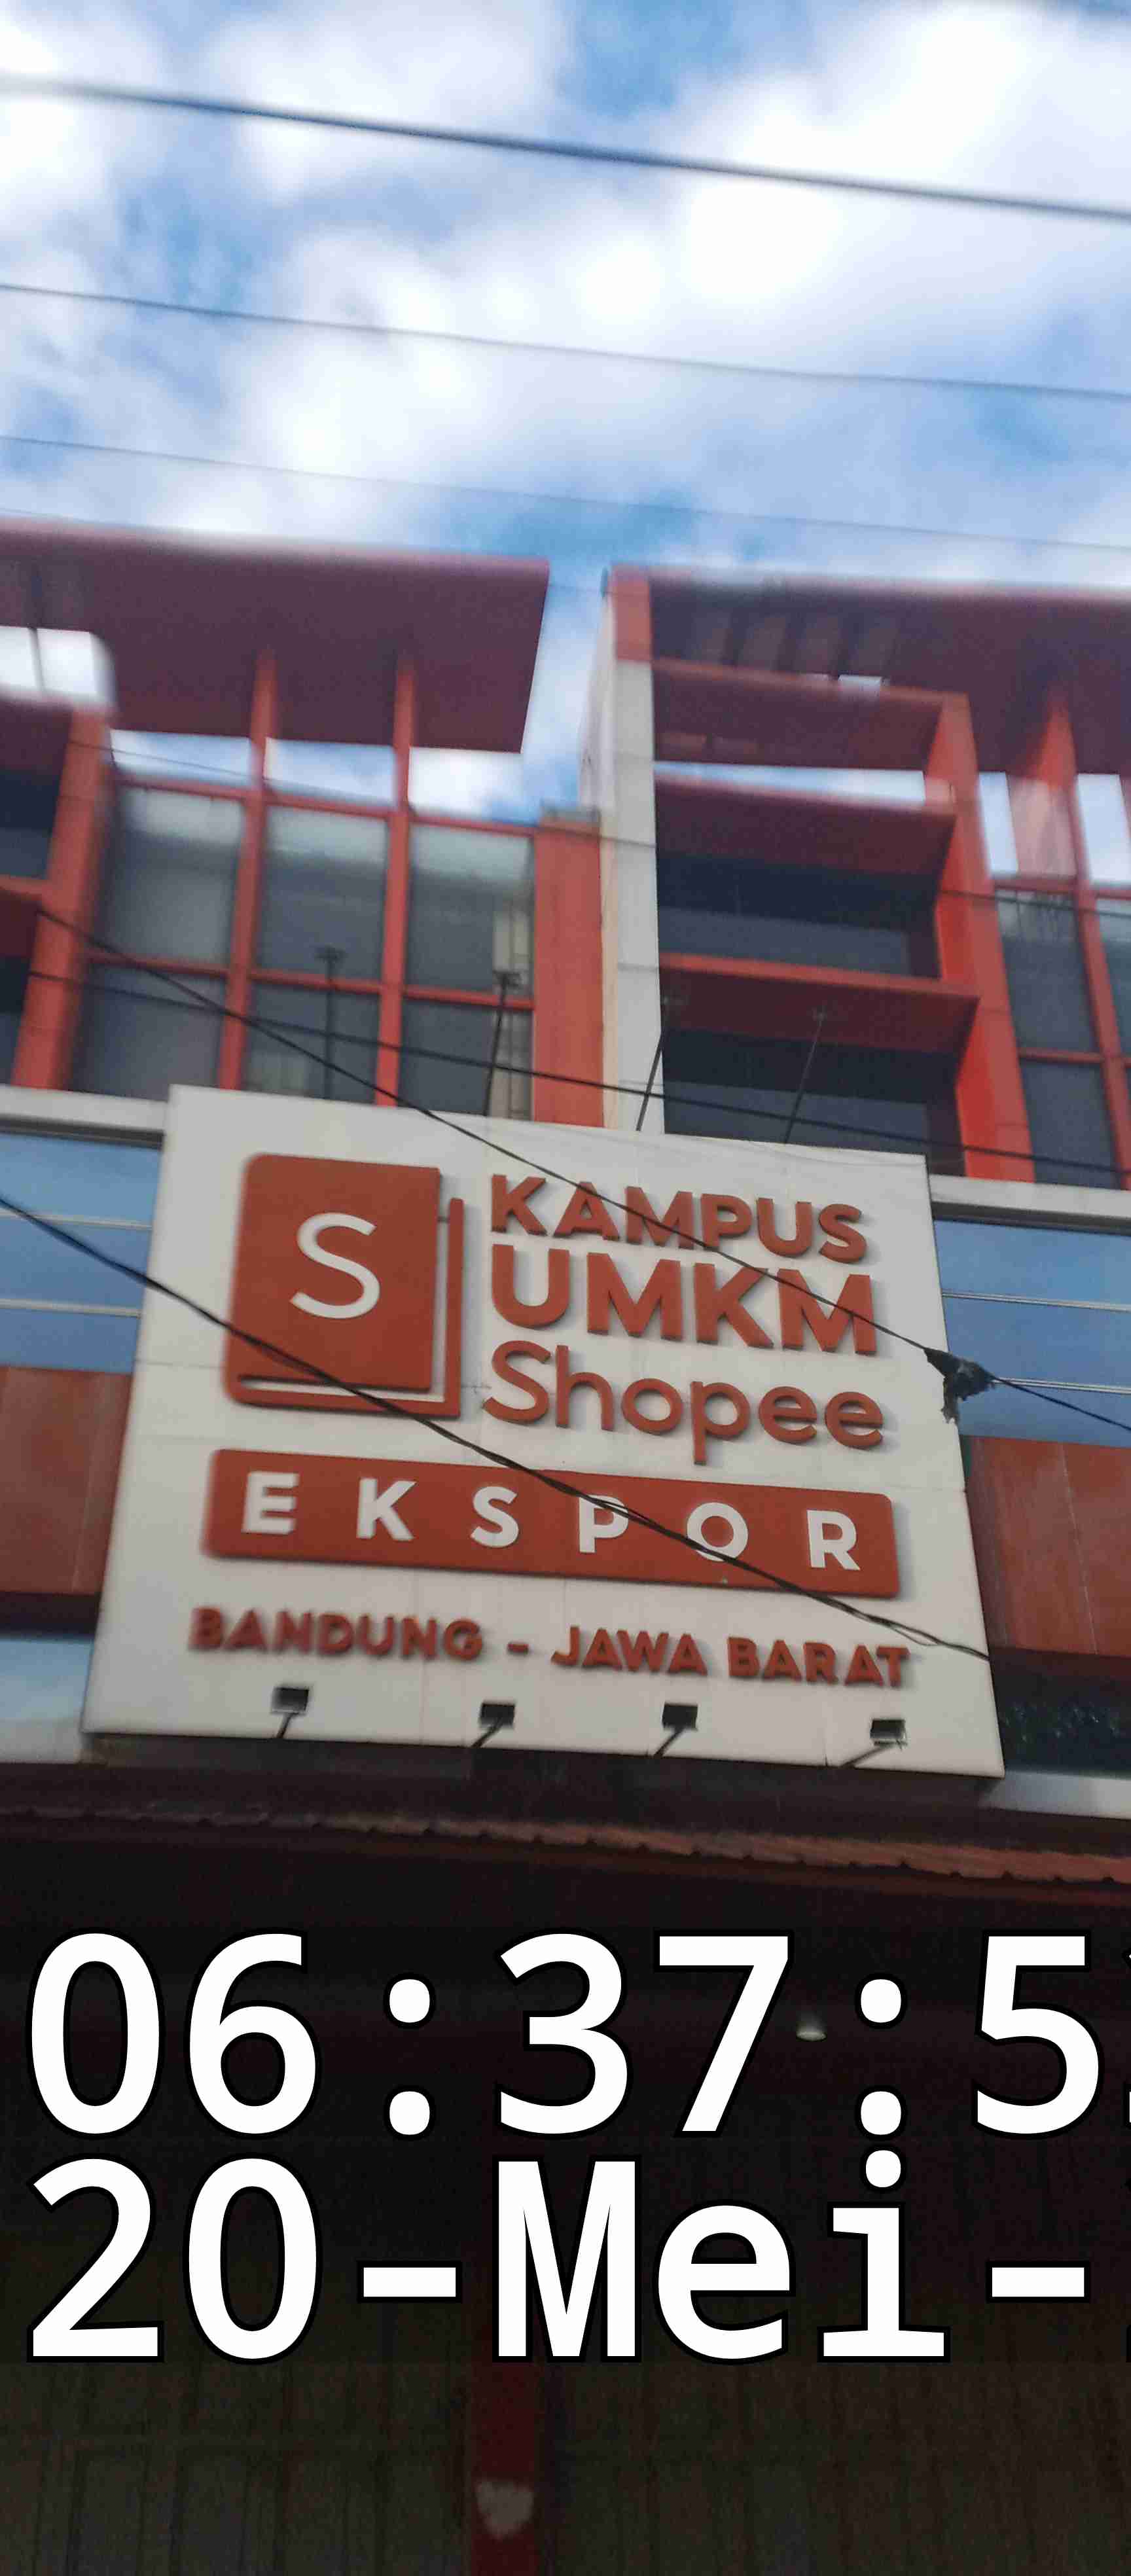 S
KAMPUS
UMKM
Shopee
EKSPOR
BANDUNG - JAWA BARAT
06:37:5
20-Mei-